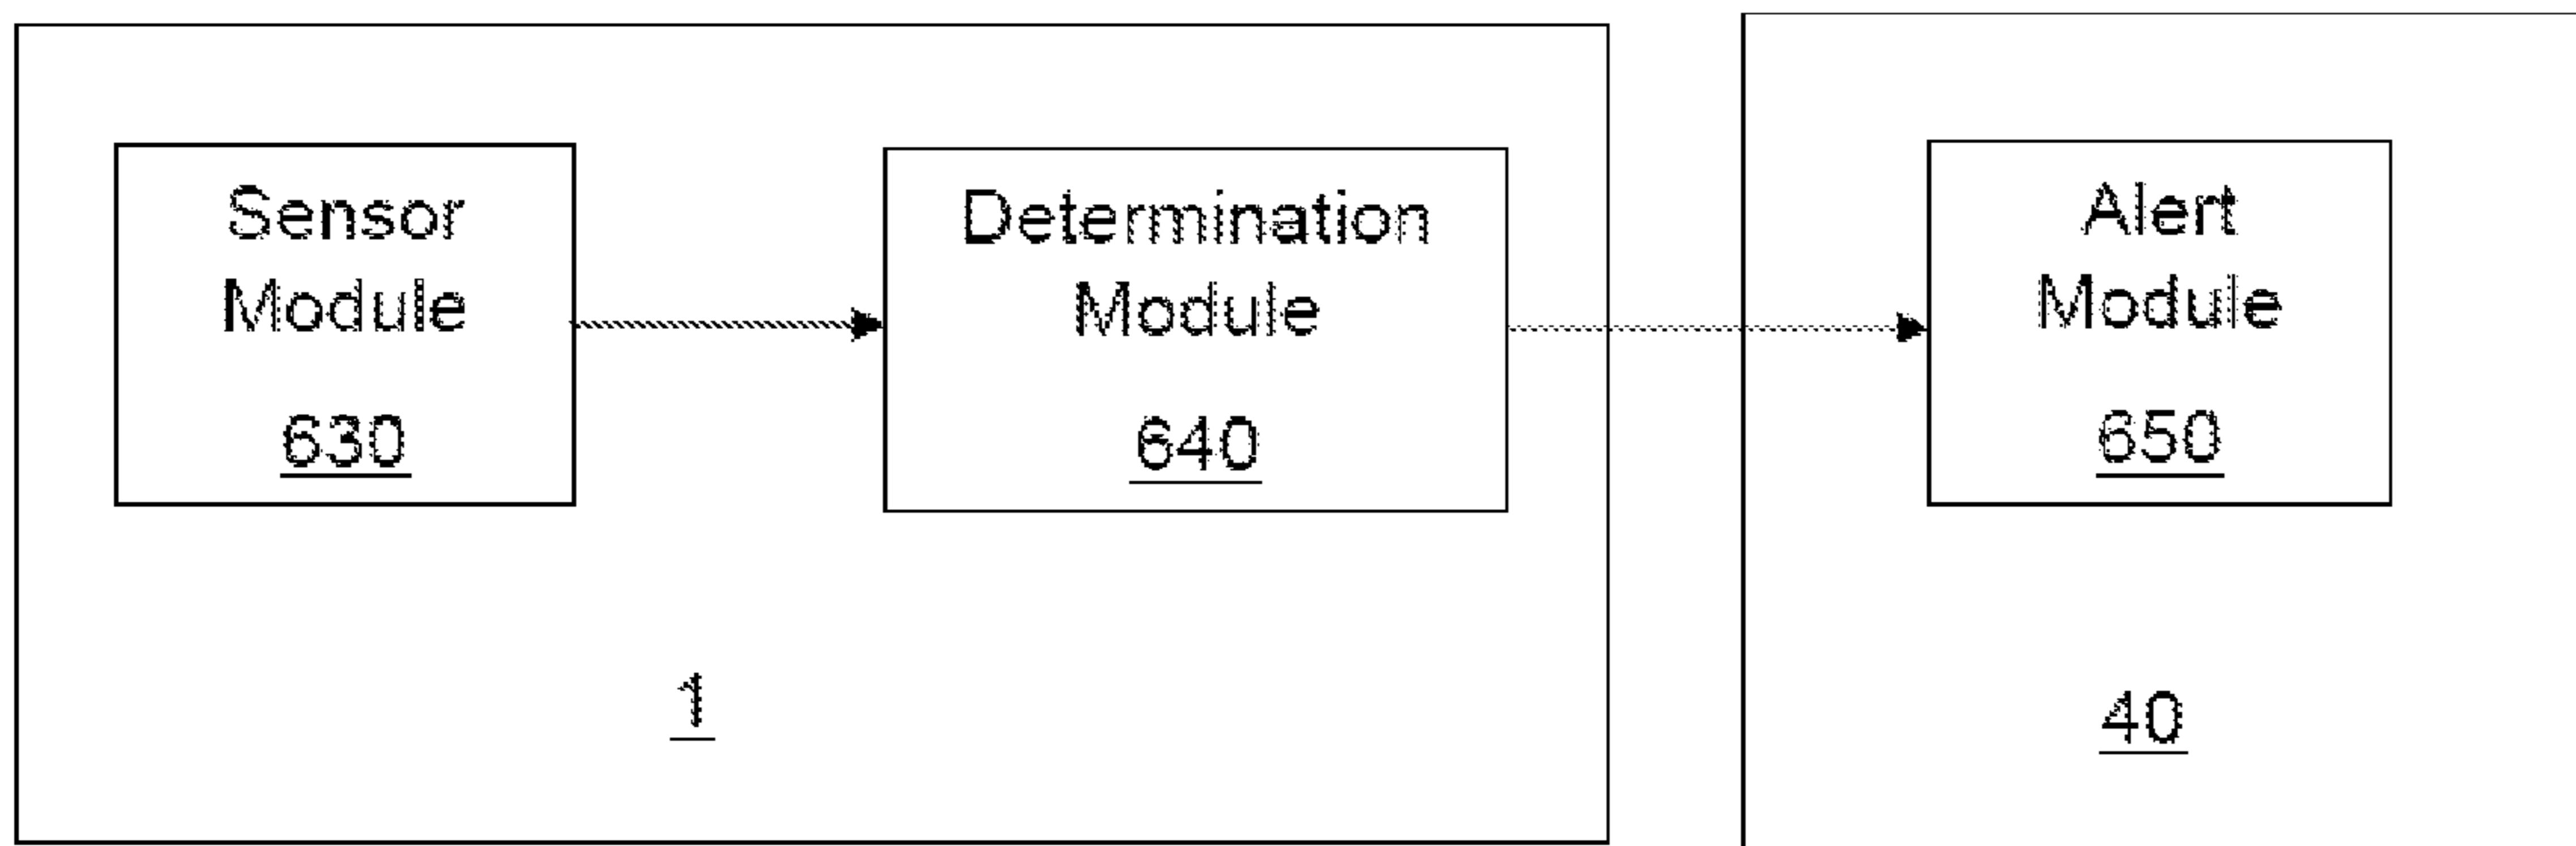 Sensor
Module
630
Determination
Module
640
Alert
Module
650
1
40